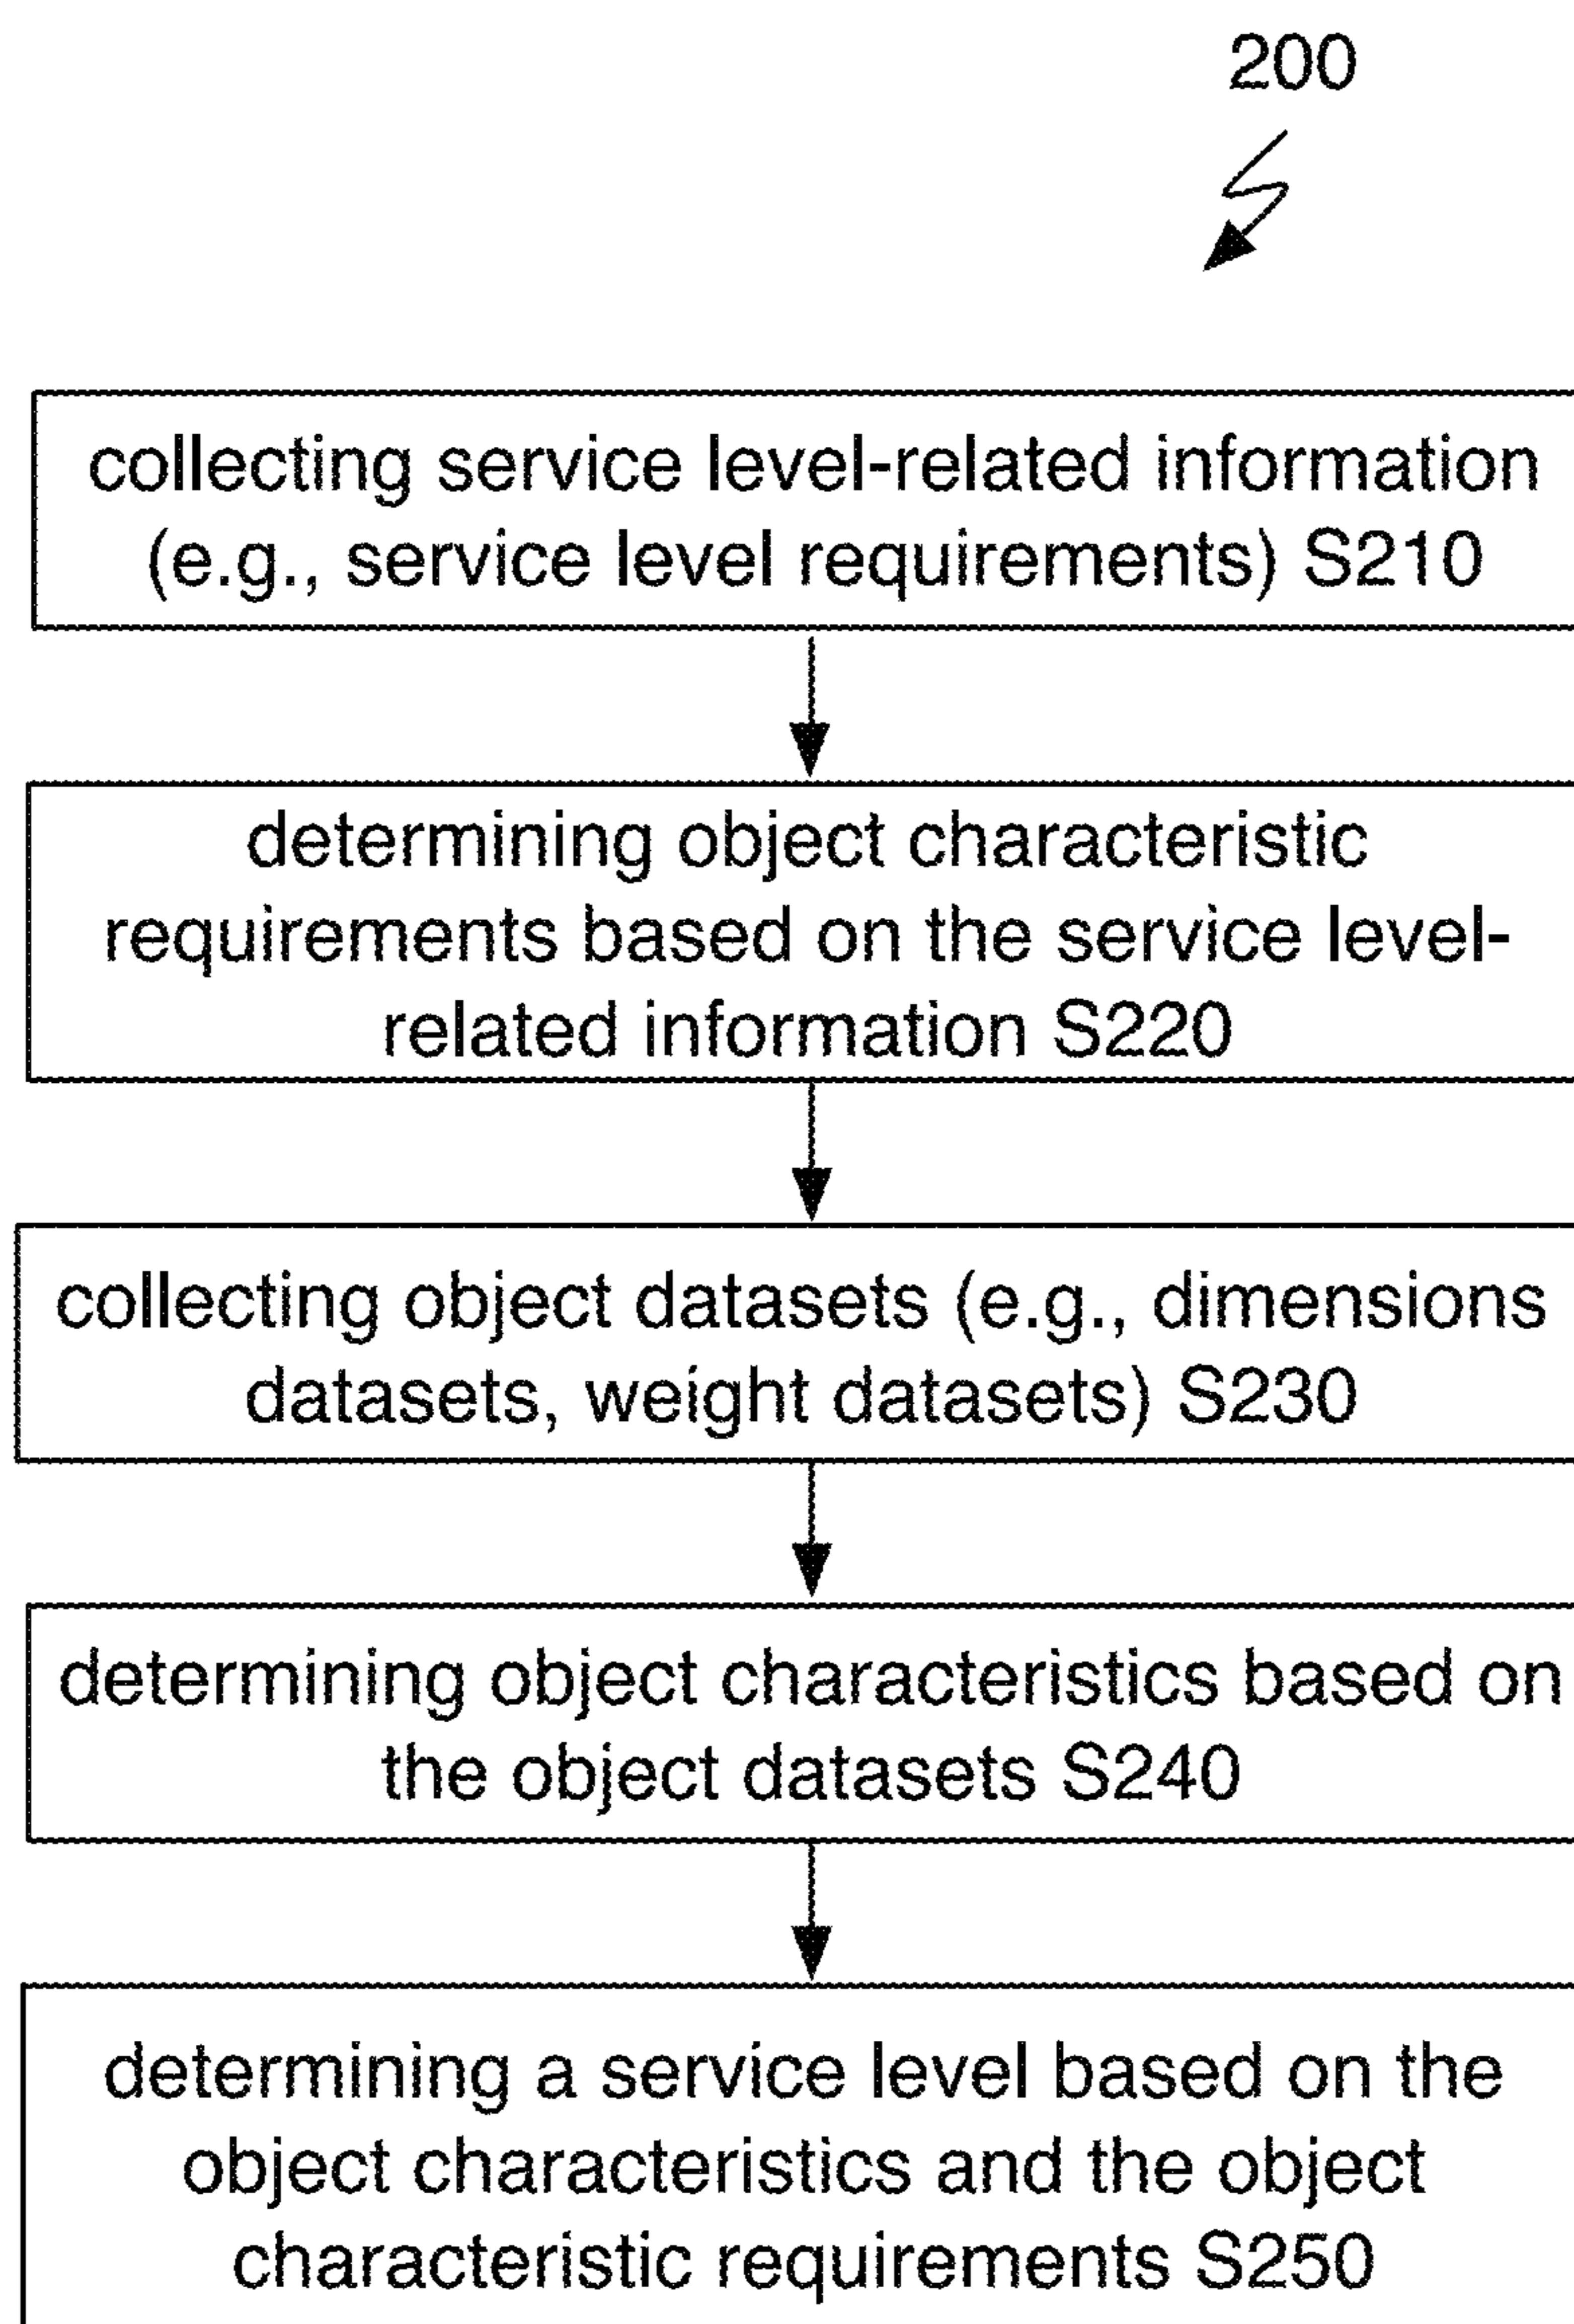 200
collecting service level-related information
(e.g., service level requirements) S210
determining object characteristic
requirements based on the service level-
related information S220
collecting object datasets (e.g., dimensions
datasets, weight datasets) S230
determining object characteristics based on
the object datasets S240
determining a service level based on the
object characteristics and the object
characteristic requirements S250